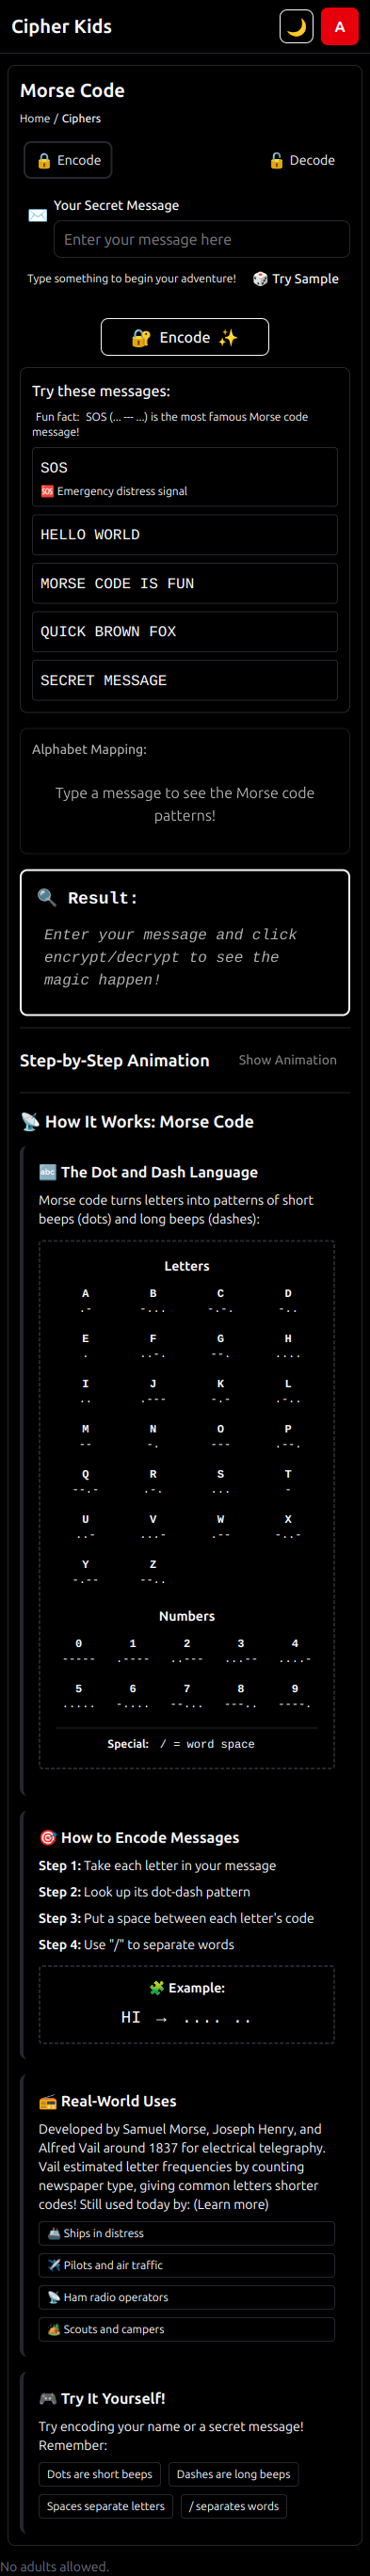 Cipher Kids
🌙
A
Morse Code
Home / Ciphers
🔒 Encode
🔓 Decode
Your Secret Message
Enter your message here
Type something to begin your adventure!
🎲 Try Sample
🔐 Encode ✨
Try these messages:
Fun fact: SOS (... --- ...) is the most famous Morse code
message!
SOS
🆘 Emergency distress signal
HELLO WORLD
MORSE CODE IS FUN
QUICK BROWN FOX
SECRET MESSAGE
Alphabet Mapping:
Type a message to see the Morse code
patterns!
🔍 Result:
Enter your message and click
encrypt/decrypt to see the
magic happen!
Step-by-Step Animation
Show Animation
📡 How It Works: Morse Code
🔤 The Dot and Dash Language
Morse code turns letters into patterns of short
beeps (dots) and long beeps (dashes):
Letters
A B C D
.- -... -.-. -..
E F G H
. ..-. --. ....
I J K L
.. .--- -.- .-..
M N O P
-- -. --- .--.
Q R S T
--.- .-. ... -
U V W X
..- ...- .-- -..-
Y Z
-.-- --..
Numbers
0 1 2 3 4
----- .---- ..--- ...-- ....-
5 6 7 8 9
..... -.... --... ---.. ----.
Special: / = word space
🎯 How to Encode Messages
Step 1: Take each letter in your message
Step 2: Look up its dot-dash pattern
Step 3: Put a space between each letter's code
Step 4: Use "/" to separate words
🧩 Example:
HI → .... ..
📻 Real-World Uses
Developed by Samuel Morse, Joseph Henry, and
Alfred Vail around 1837 for electrical telegraphy.
Vail estimated letter frequencies by counting
newspaper type, giving common letters shorter
codes! Still used today by: (Learn more)
🚢 Ships in distress
✈️ Pilots and air traffic
📡 Ham radio operators
🏕️ Scouts and campers
🎮 Try It Yourself!
Try encoding your name or a secret message!
Remember:
Dots are short beeps
Dashes are long beeps
Spaces separate letters
/ separates words
No adults allowed.